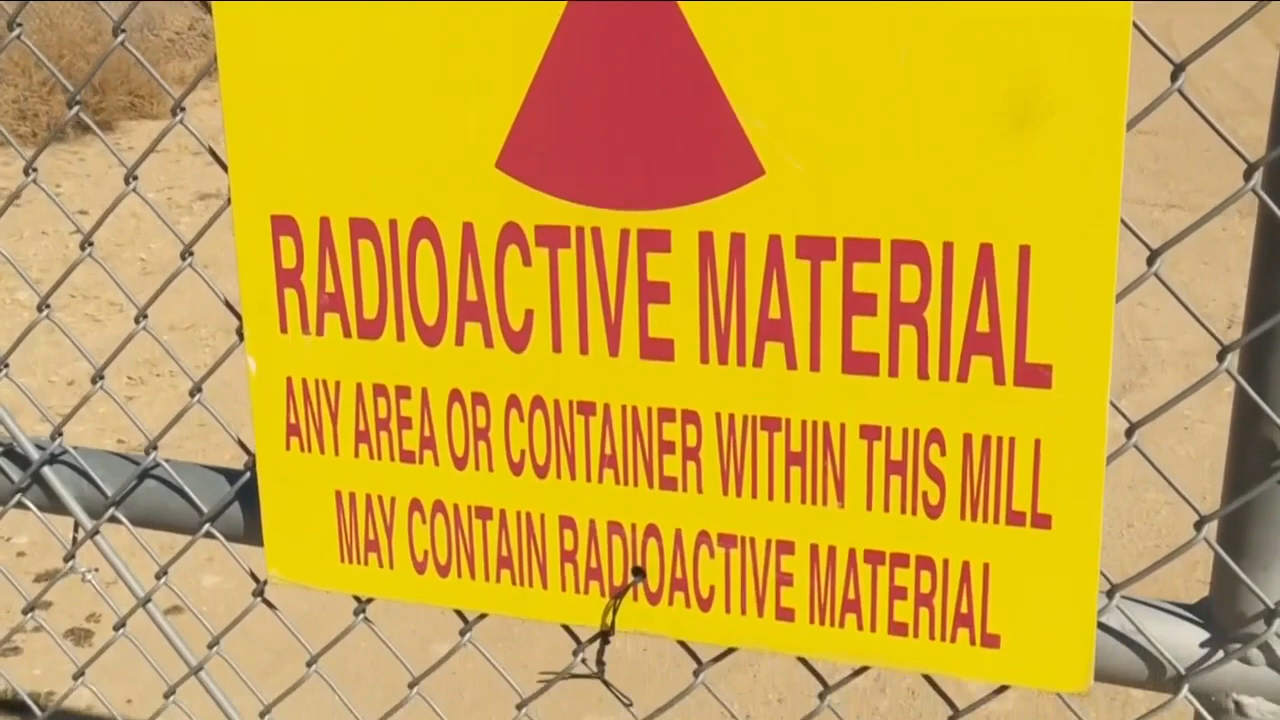 RADIOACTIVE MATERIAL
ANY AREA OR CONTAINER WITHIN THIS MILL
MAY CONTAIN RADIOACTIVE MATERIAL